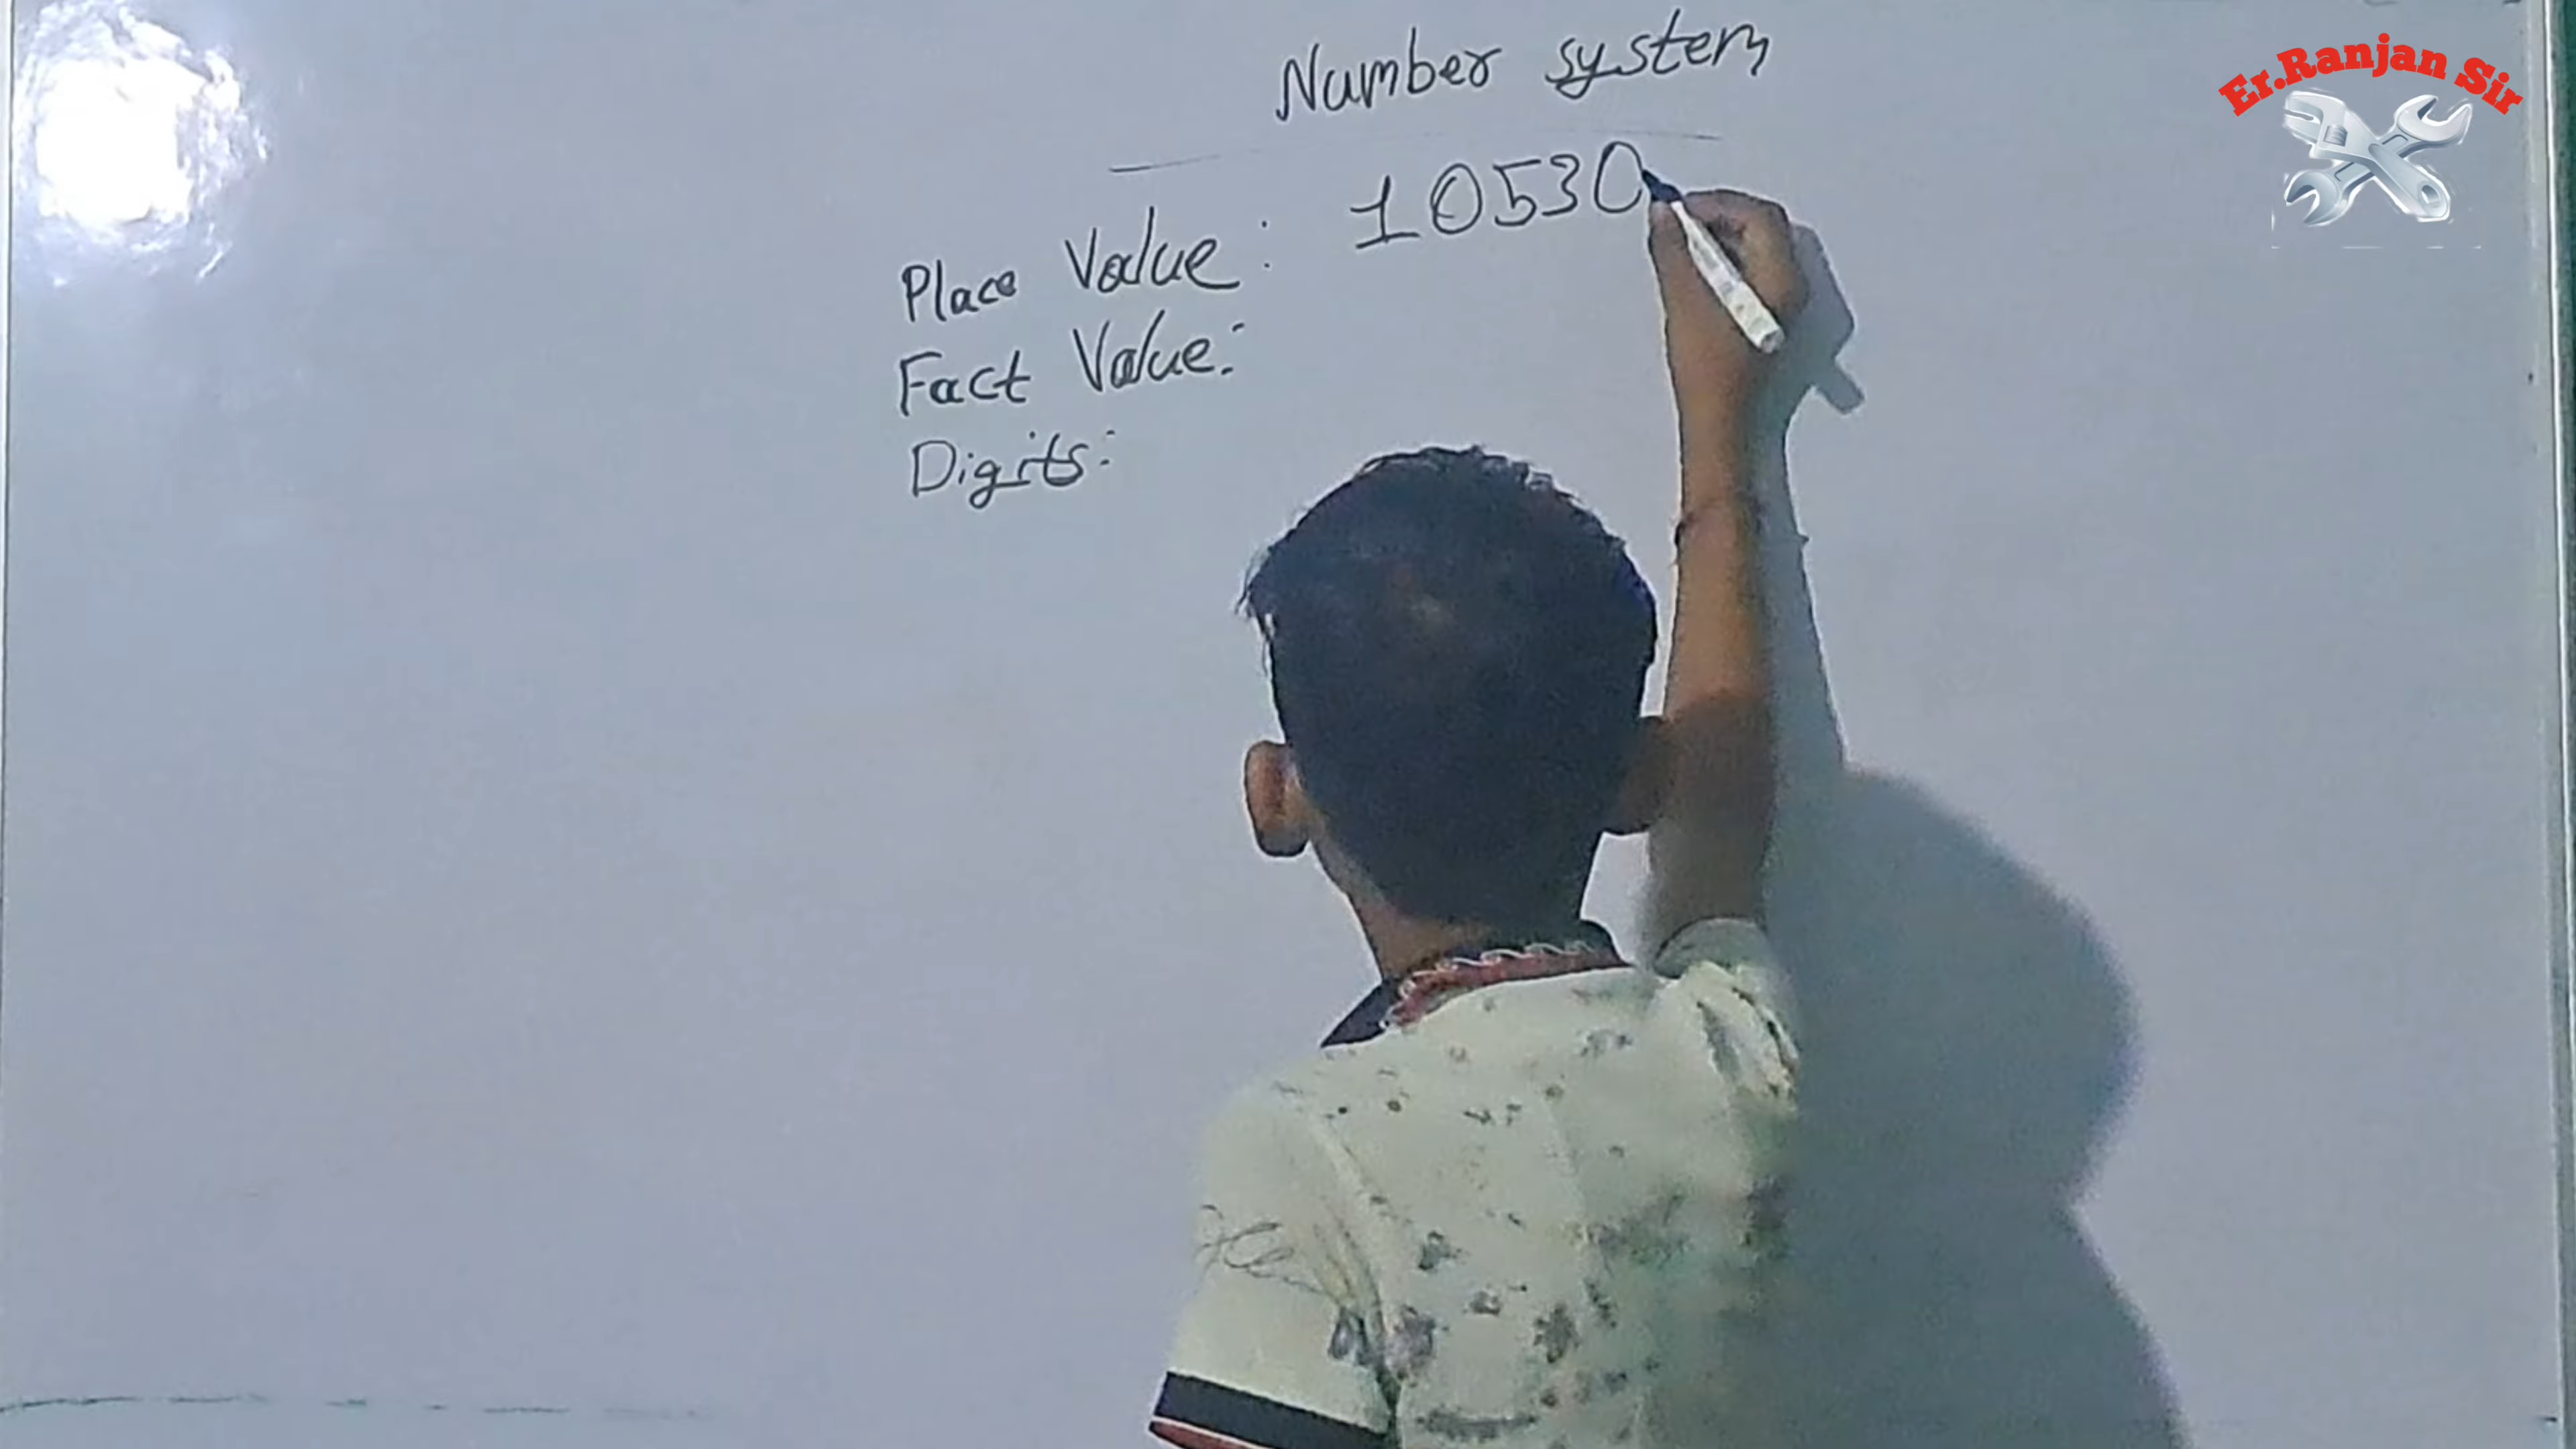 Number system
Er.Ranjan Sir
Place Value: 10530
Fact Value:
Digits: